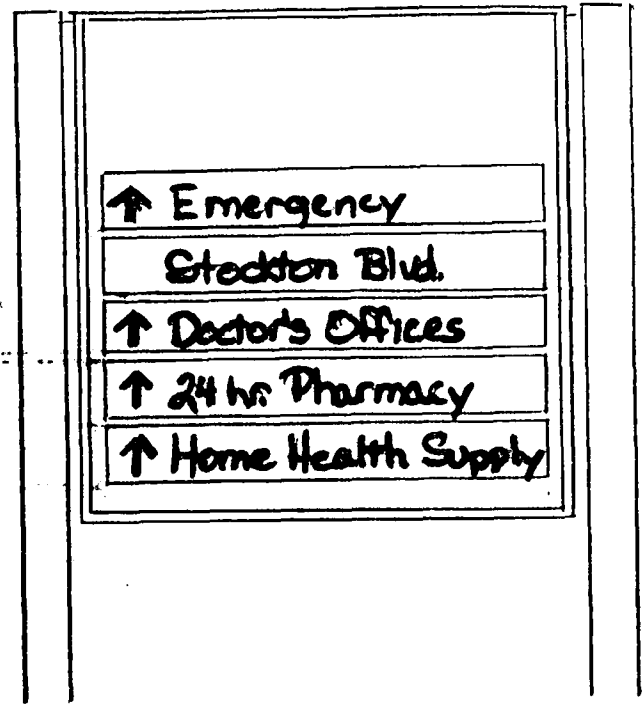 ↑ Emergency
Stockton Blvd.
↑ Doctor's Offices
↑ 24 hr. Pharmacy
↑ Home Health Supply